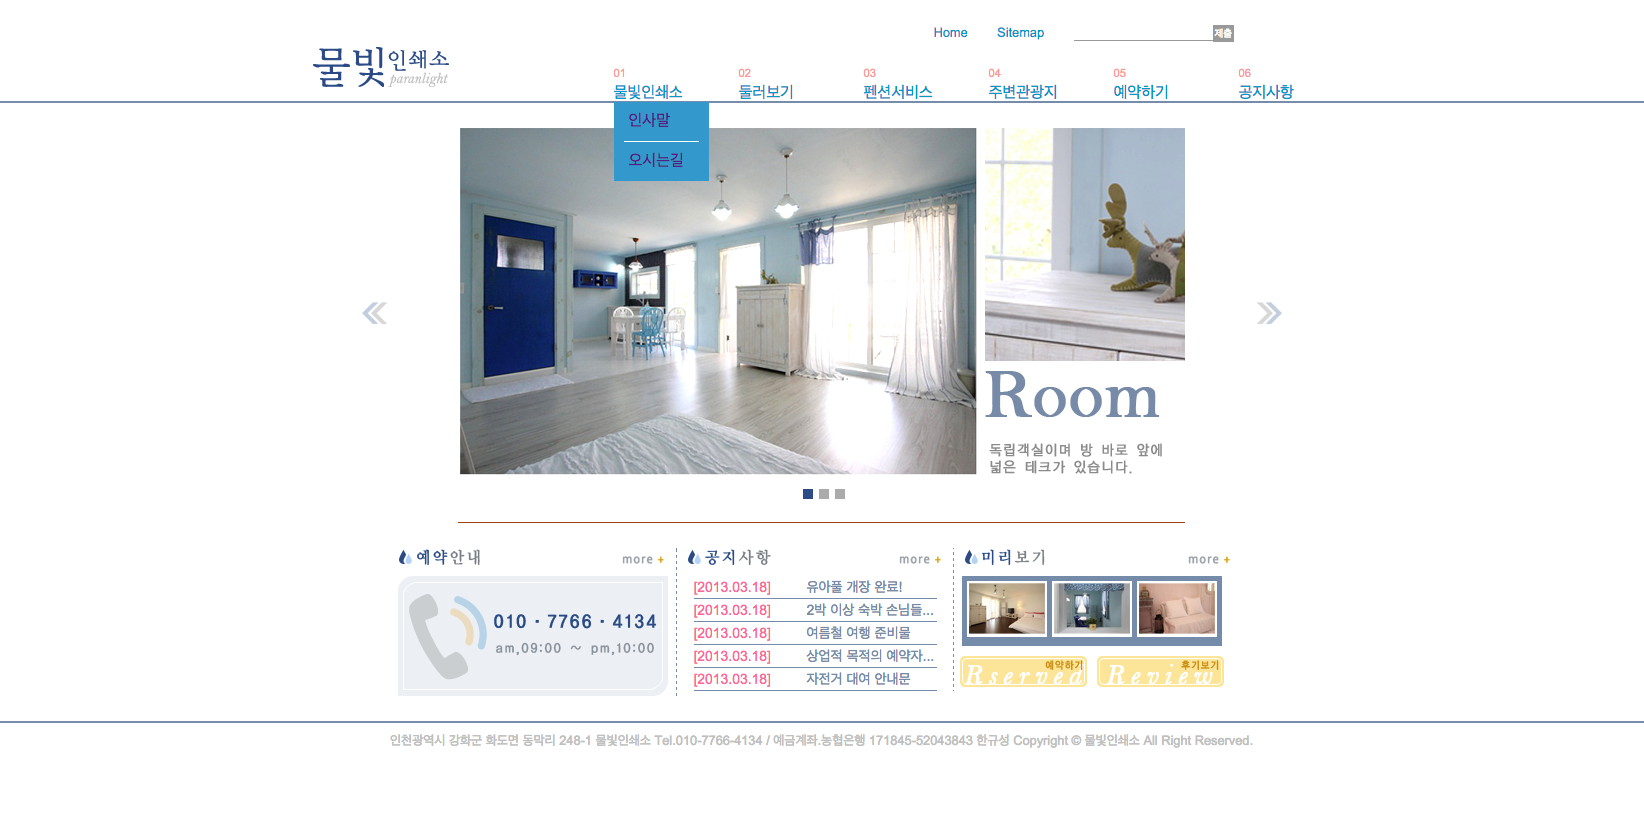 Home Sitemap 제출
물빛인쇄소
paranlight
01 02 03 04 05 06
물빛인쇄소 둘러보기 펜션서비스 주변관광지 예약하기 공지사항
인사말
오시는길
Room
독립객실이며 방 바로 앞에
넓은 테크가 있습니다.
예약안내 more +
010 · 7766 · 4134
am,09:00 ~ pm,10:00
공지사항 more +
[2013.03.18] 유아풀 개장 완료!
[2013.03.18] 2박 이상 숙박 손님들...
[2013.03.18] 여름철 여행 준비물
[2013.03.18] 상업적 목적의 예약자...
[2013.03.18] 자전거 대여 안내문
미리보기 more +
예약하기
Rserved
후기보기
Review
인천광역시 강화군 화도면 동막리 248-1 물빛인쇄소 Tel.010-7766-4134 / 예금계좌.농협은행 171845-52043843 한규성 Copyright © 물빛인쇄소 All Right Reserved.